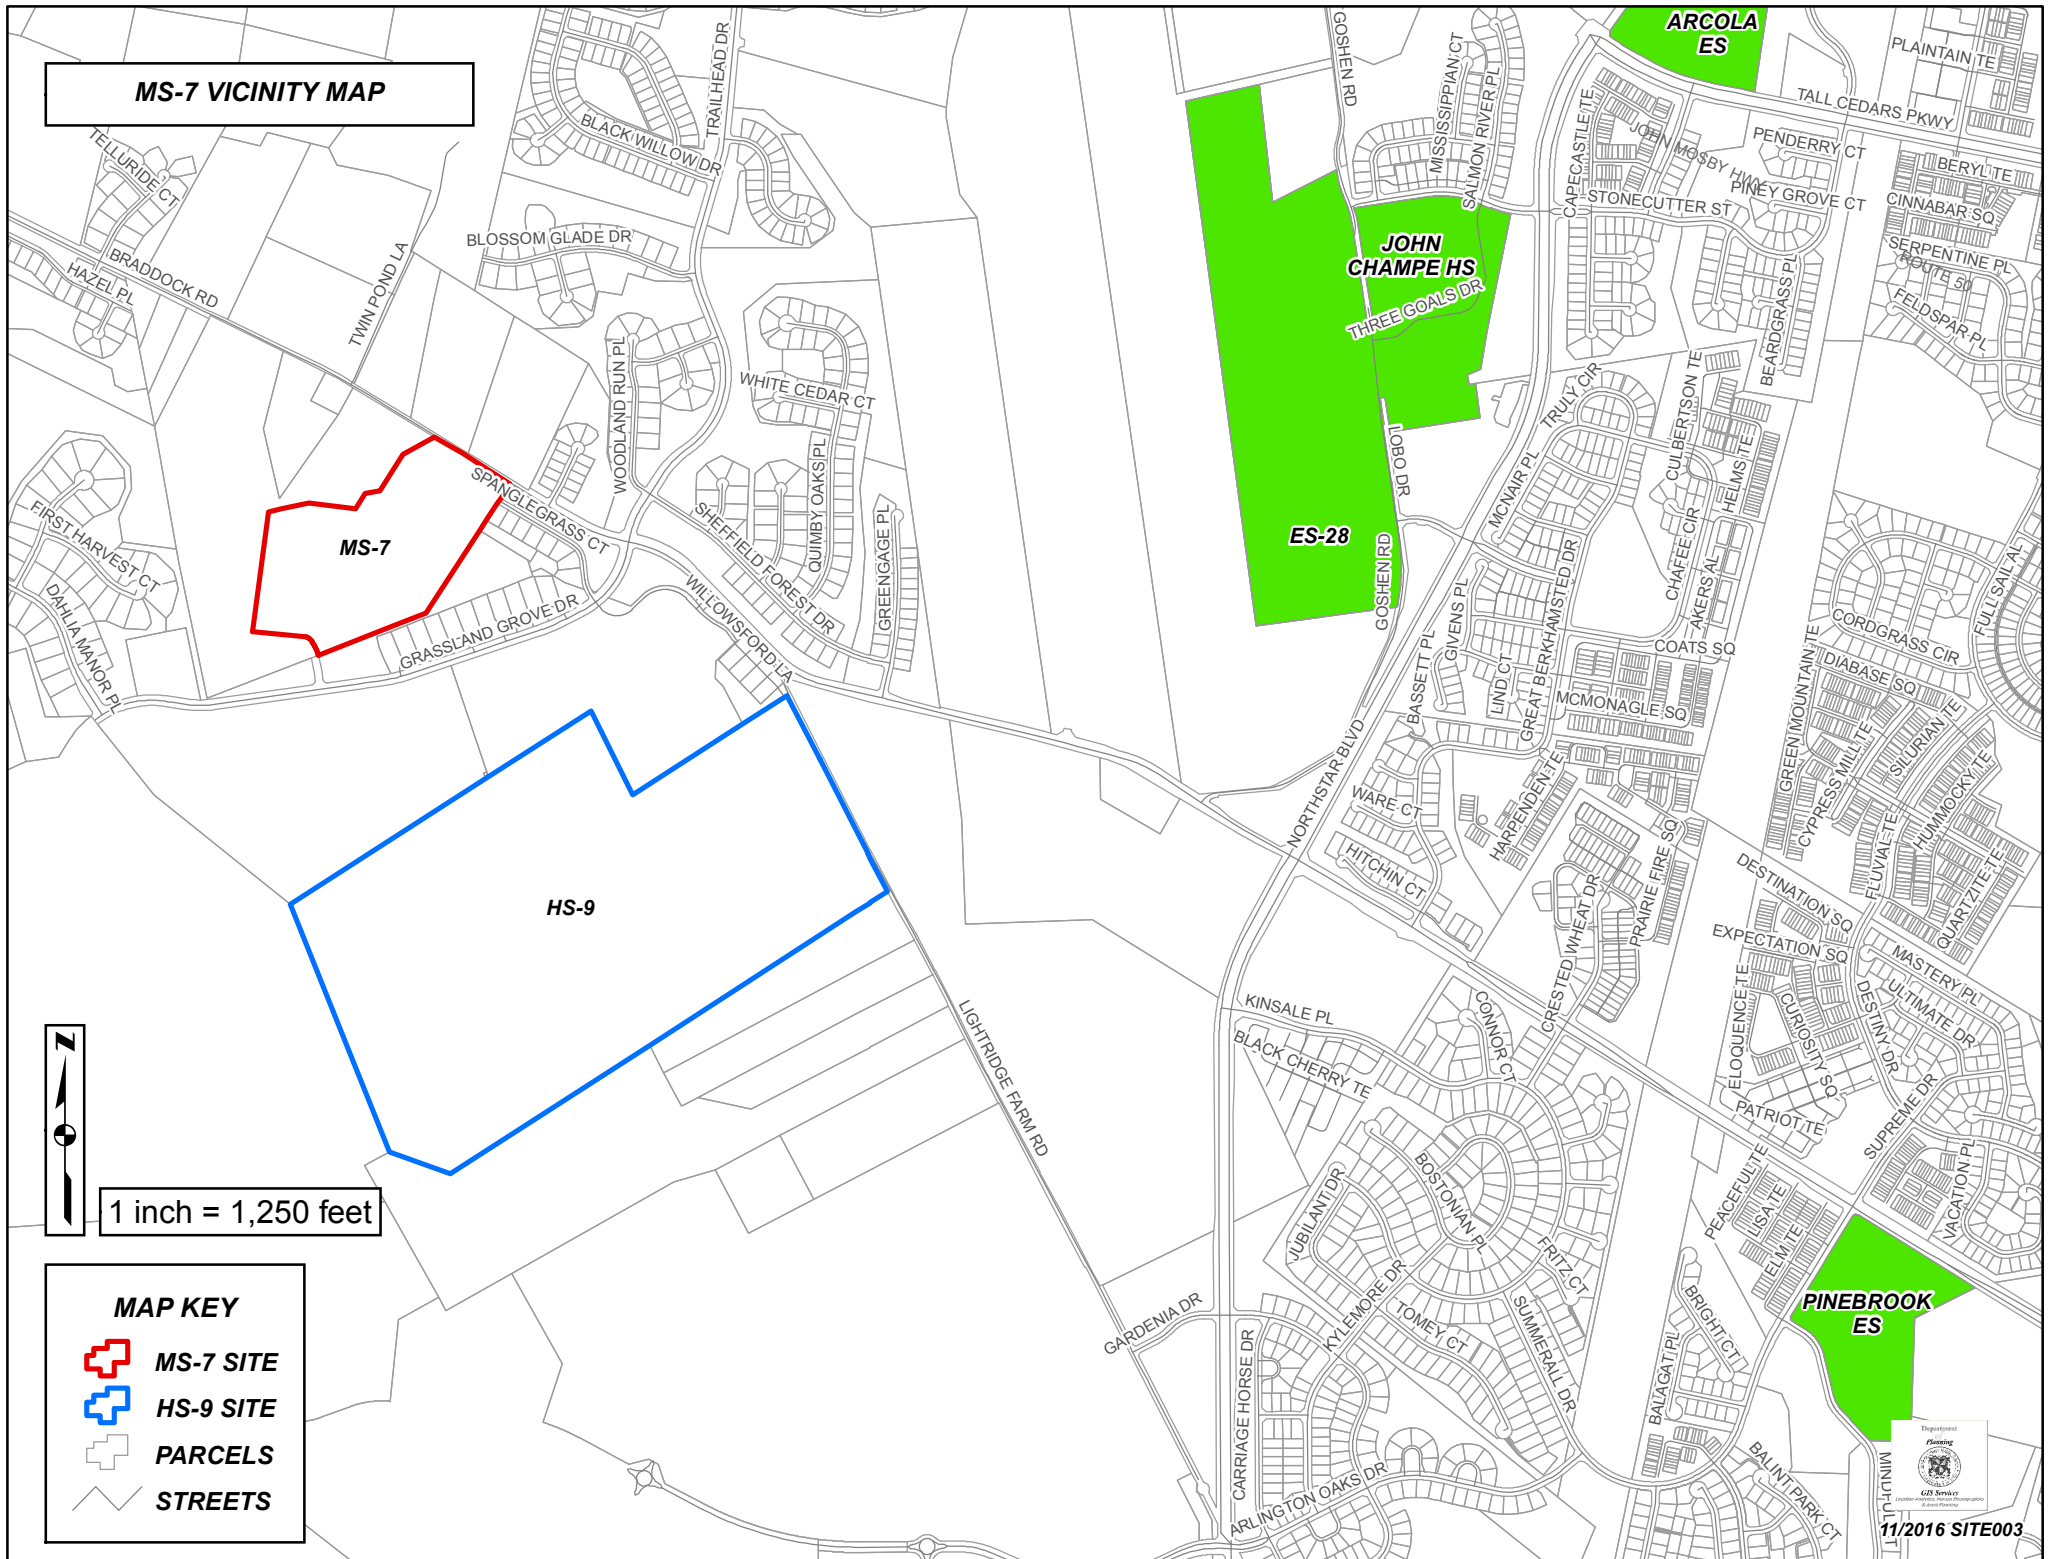 MS-7 VICINITY MAP
ARCOLA
ES
PLAINTAIN TE
TALL CEDARS PKWY
GOSHEN RD
MISSISSIPPIAN CT
SALMON RIVER PL
CAPECASTLE TE
JOHN MOSBY HWY
PENDERRY CT
BERYL TE
PINEY GROVE CT
STONECUTTER ST
CINNABAR SQ
SERPENTINE PL
ROUTE 50
FELDSPAR PL
BEARDGRASS PL
TRAILHEAD DR
BLACK WILLOW DR
TELLURIDE CT
BLOSSOM GLADE DR
BRADDOCK RD
HAZEL PL
TWIN POND LA
JOHN
CHAMPE HS
THREE GOALS DR
WOODLAND RUN PL
WHITE CEDAR CT
QUIMBY OAKS PL
TRULY CIR
CULBERTSON TE
HELMS TE
LOBO DR
MCNAIR PL
SPANGLEGRASS CT
SHEFFIELD FOREST DR
GREENGAGE PL
FIRST HARVEST CT
MS-7
ES-28
GOSHEN RD
CHAFFEE CIR
AKERS AL
FULL SAIL AL
DAHLIA MANOR PL
GRASSLAND GROVE DR
WILLOWSFORD LA
GIVENS PL
GREAT BERKHAMSTED DR
COATS SQ
CORDGRASS CIR
DIABASE SQ
GREEN MOUNTAIN TE
BASSETT PL
LIND CT
MCMONAGLE SQ
SILURIAN TE
CYPRESS MILL TE
HUMMOCKY TE
NORTHSTAR BLVD
HARPENDEN TE
WARE CT
HITCHIN CT
PRAIRIE FIRE SQ
FLUVIAL TE
QUARTZITE TE
DESTINATION SQ
HS-9
CRESTED WHEAT DR
EXPECTATION SQ
MASTERY PL
ULTIMATE DR
ELOQUENCE TE
CURIOSITY SQ
DESTINY DR
KINSALE PL
CONNOR CT
LIGHTRIDGE FARM RD
BLACK CHERRY TE
PATRIOT TE
SUPREME DR
N
1 inch = 1,250 feet
JUBILANT DR
BOSTONIAN PL
PEACEFUL TE
LISA TE
ELM TE
VACATION PL
FRITZ CT
MAP KEY
MS-7 SITE
HS-9 SITE
PARCELS
STREETS
GARDENIA DR
KYLEMORE DR
TOMEY CT
SUMMERALL DR
BRIGHT CT
PINEBROOK
ES
CARRIAGE HORSE DR
BALAGAT PL
ARLINGTON OAKS DR
BALINT PARK CT
MINDFUL CT
Department
of
Planning
GIS Services
11/2016 SITE003